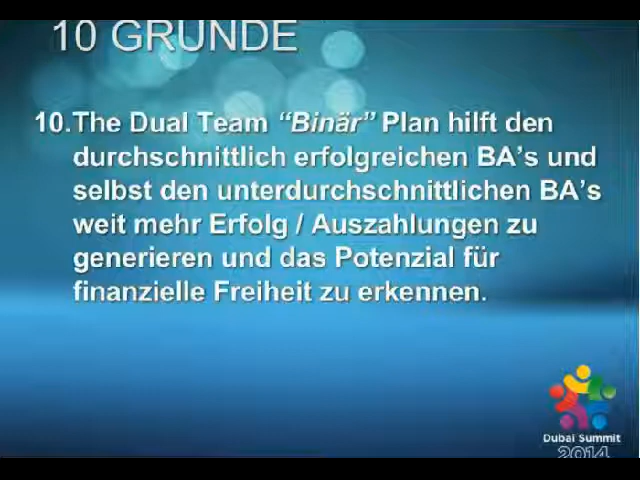 10 GRÜNDE
10.The Dual Team “Binär” Plan hilft den
durchschnittlich erfolgreichen BA’s und
selbst den unterdurchschnittlichen BA’s
weit mehr Erfolg / Auszahlungen zu
generieren und das Potenzial für
finanzielle Freiheit zu erkennen.
Dubai Summit
2014